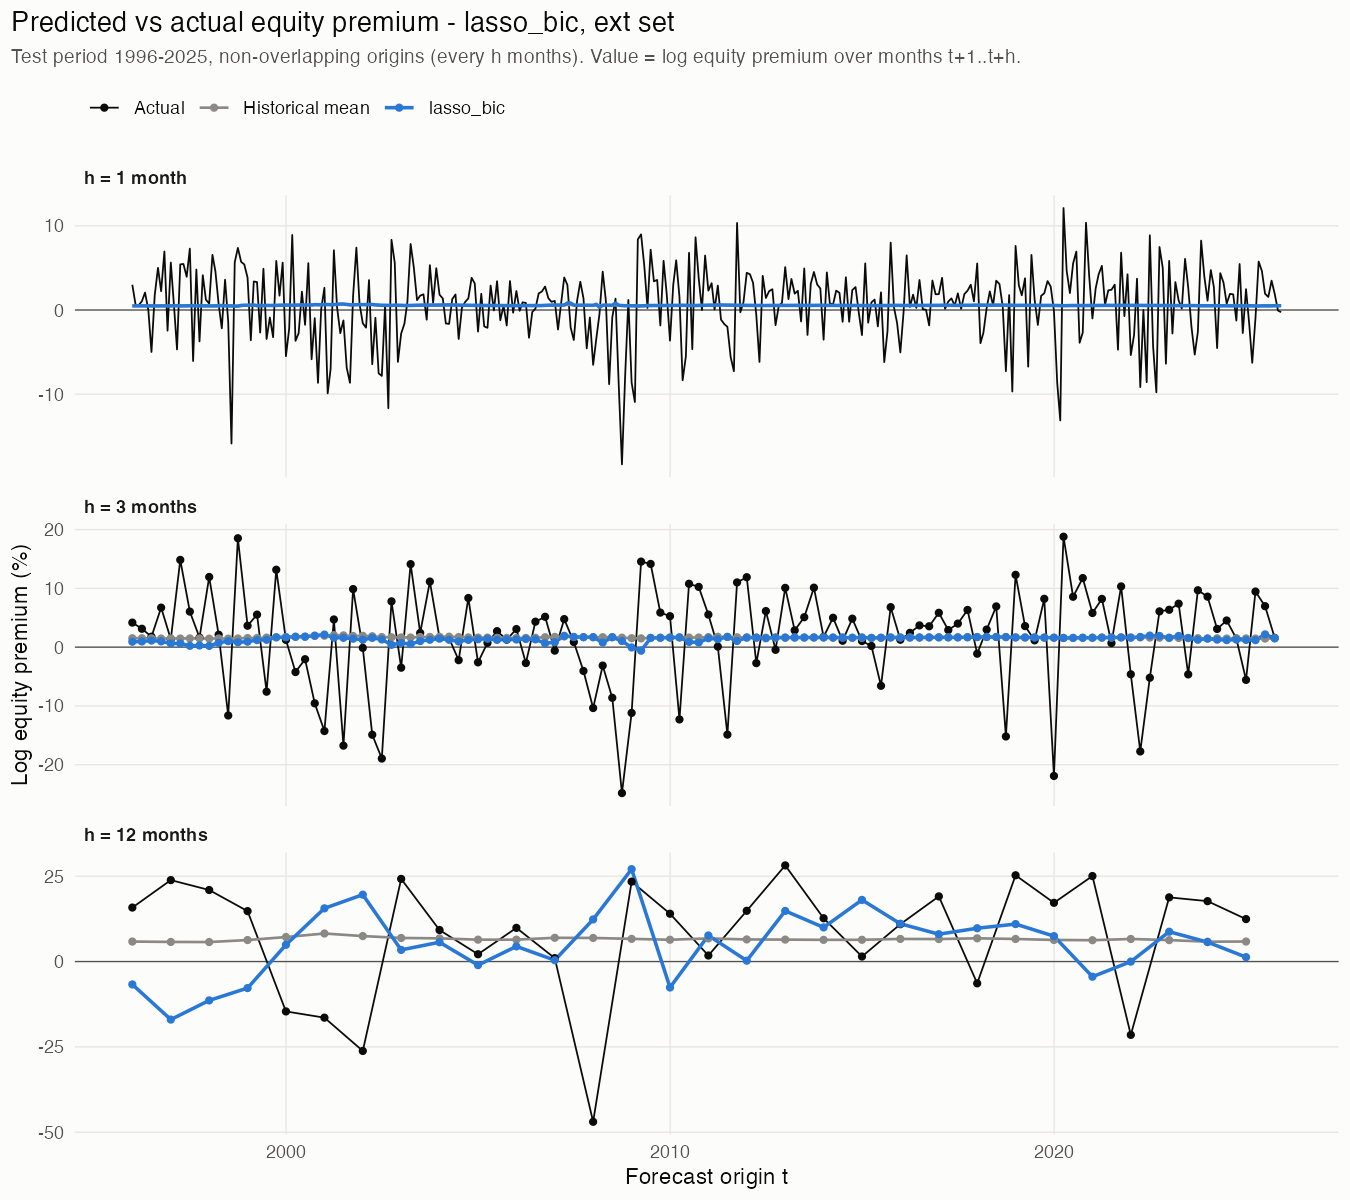 Predicted vs actual equity premium - lasso_bic, ext set
Test period 1996-2025, non-overlapping origins (every h months). Value = log equity premium over months t+1..t+h.
Actual Historical mean lasso_bic
h = 1 month
10
0
-10
h = 3 months
20
10
0
-10
-20
Log equity premium (%)
h = 12 months
25
0
-25
-50
2000 2010 2020
Forecast origin t